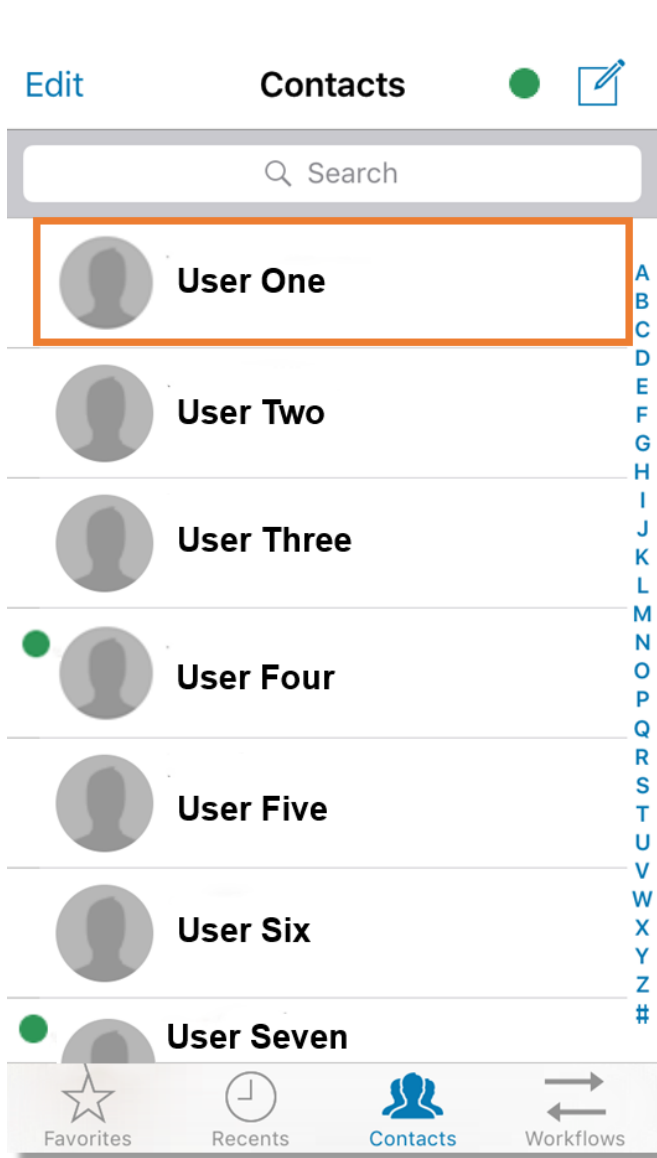 Edit Contacts
Search
User One
User Two
User Three
User Four
User Five
User Six
User Seven
A
B
C
D
E
F
G
H
I
J
K
L
M
N
O
P
Q
R
S
T
U
V
W
X
Y
Z
#
Favorites Recents Contacts Workflows